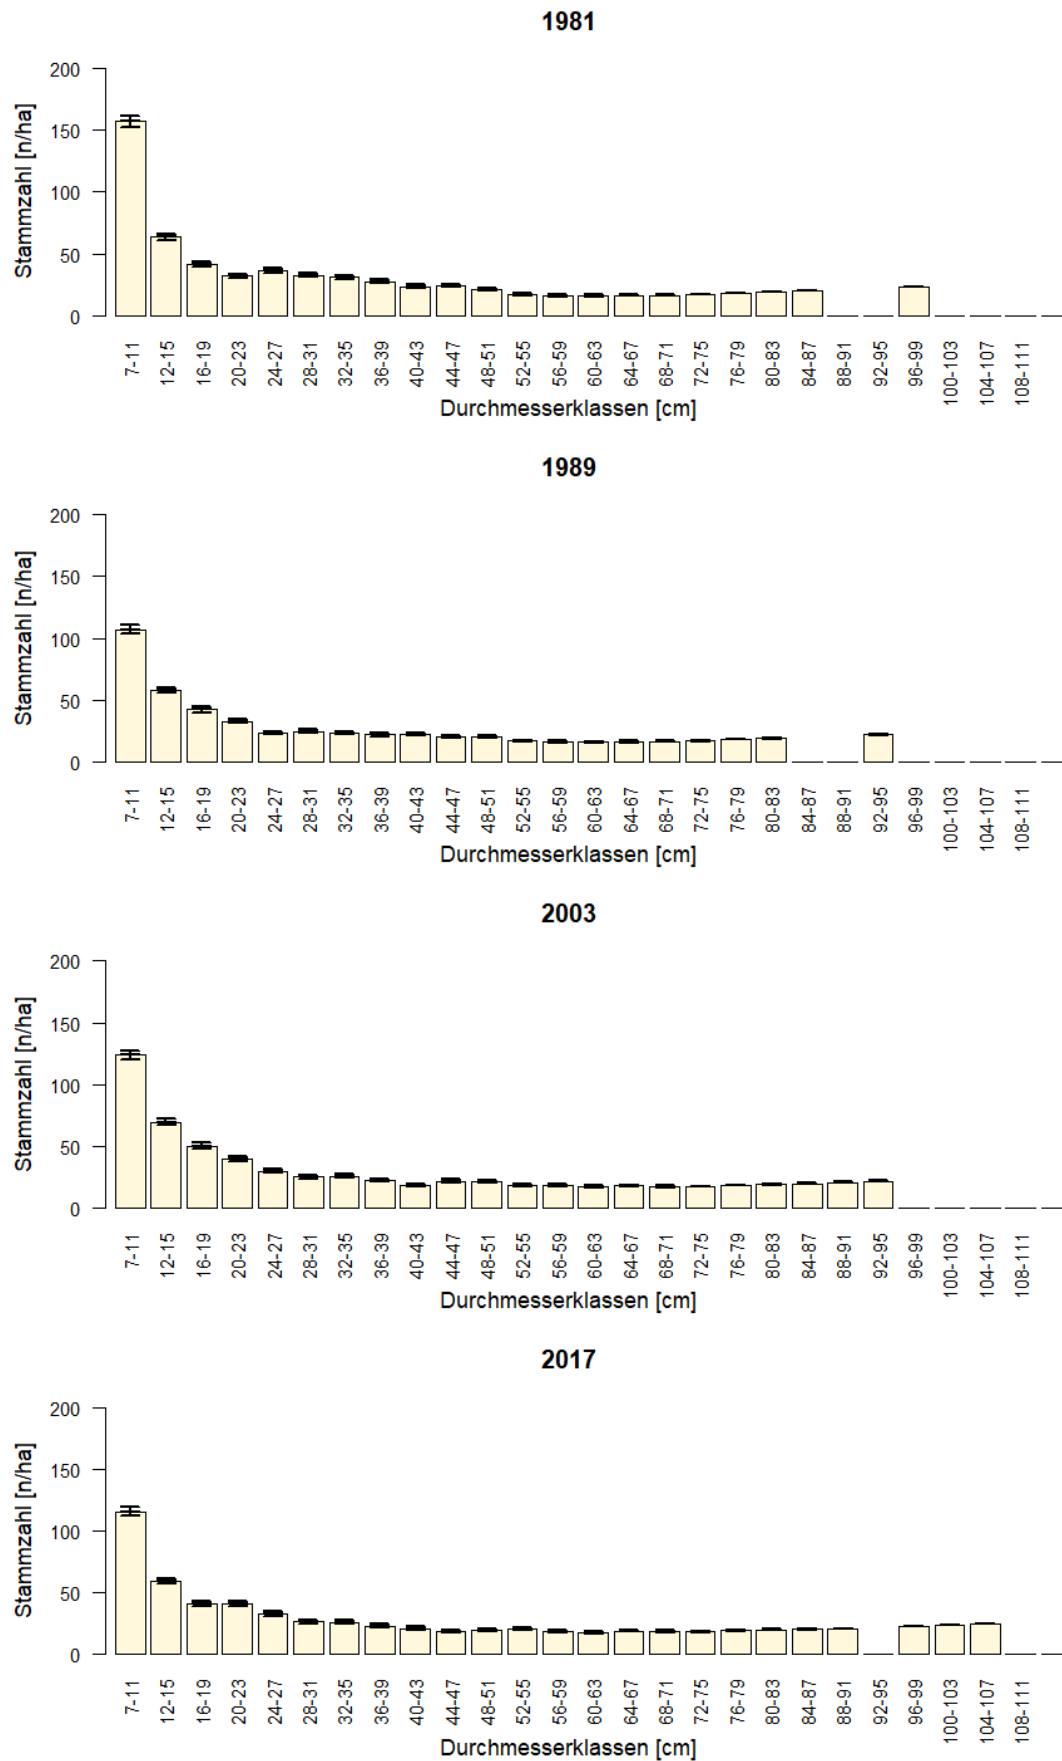 1981
Stammzahl [n/ha]
200
150
100
50
0
7-11 12-15 16-19 20-23 24-27 28-31 32-35 36-39 40-43 44-47 48-51 52-55 56-59 60-63 64-67 68-71 72-75 76-79 80-83 84-87 88-91 92-95 96-99 100-103 104-107 108-111
Durchmesserklassen [cm]
1989
Stammzahl [n/ha]
200
150
100
50
0
7-11 12-15 16-19 20-23 24-27 28-31 32-35 36-39 40-43 44-47 48-51 52-55 56-59 60-63 64-67 68-71 72-75 76-79 80-83 84-87 88-91 92-95 96-99 100-103 104-107 108-111
Durchmesserklassen [cm]
2003
Stammzahl [n/ha]
200
150
100
50
0
7-11 12-15 16-19 20-23 24-27 28-31 32-35 36-39 40-43 44-47 48-51 52-55 56-59 60-63 64-67 68-71 72-75 76-79 80-83 84-87 88-91 92-95 96-99 100-103 104-107 108-111
Durchmesserklassen [cm]
2017
Stammzahl [n/ha]
200
150
100
50
0
7-11 12-15 16-19 20-23 24-27 28-31 32-35 36-39 40-43 44-47 48-51 52-55 56-59 60-63 64-67 68-71 72-75 76-79 80-83 84-87 88-91 92-95 96-99 100-103 104-107 108-111
Durchmesserklassen [cm]